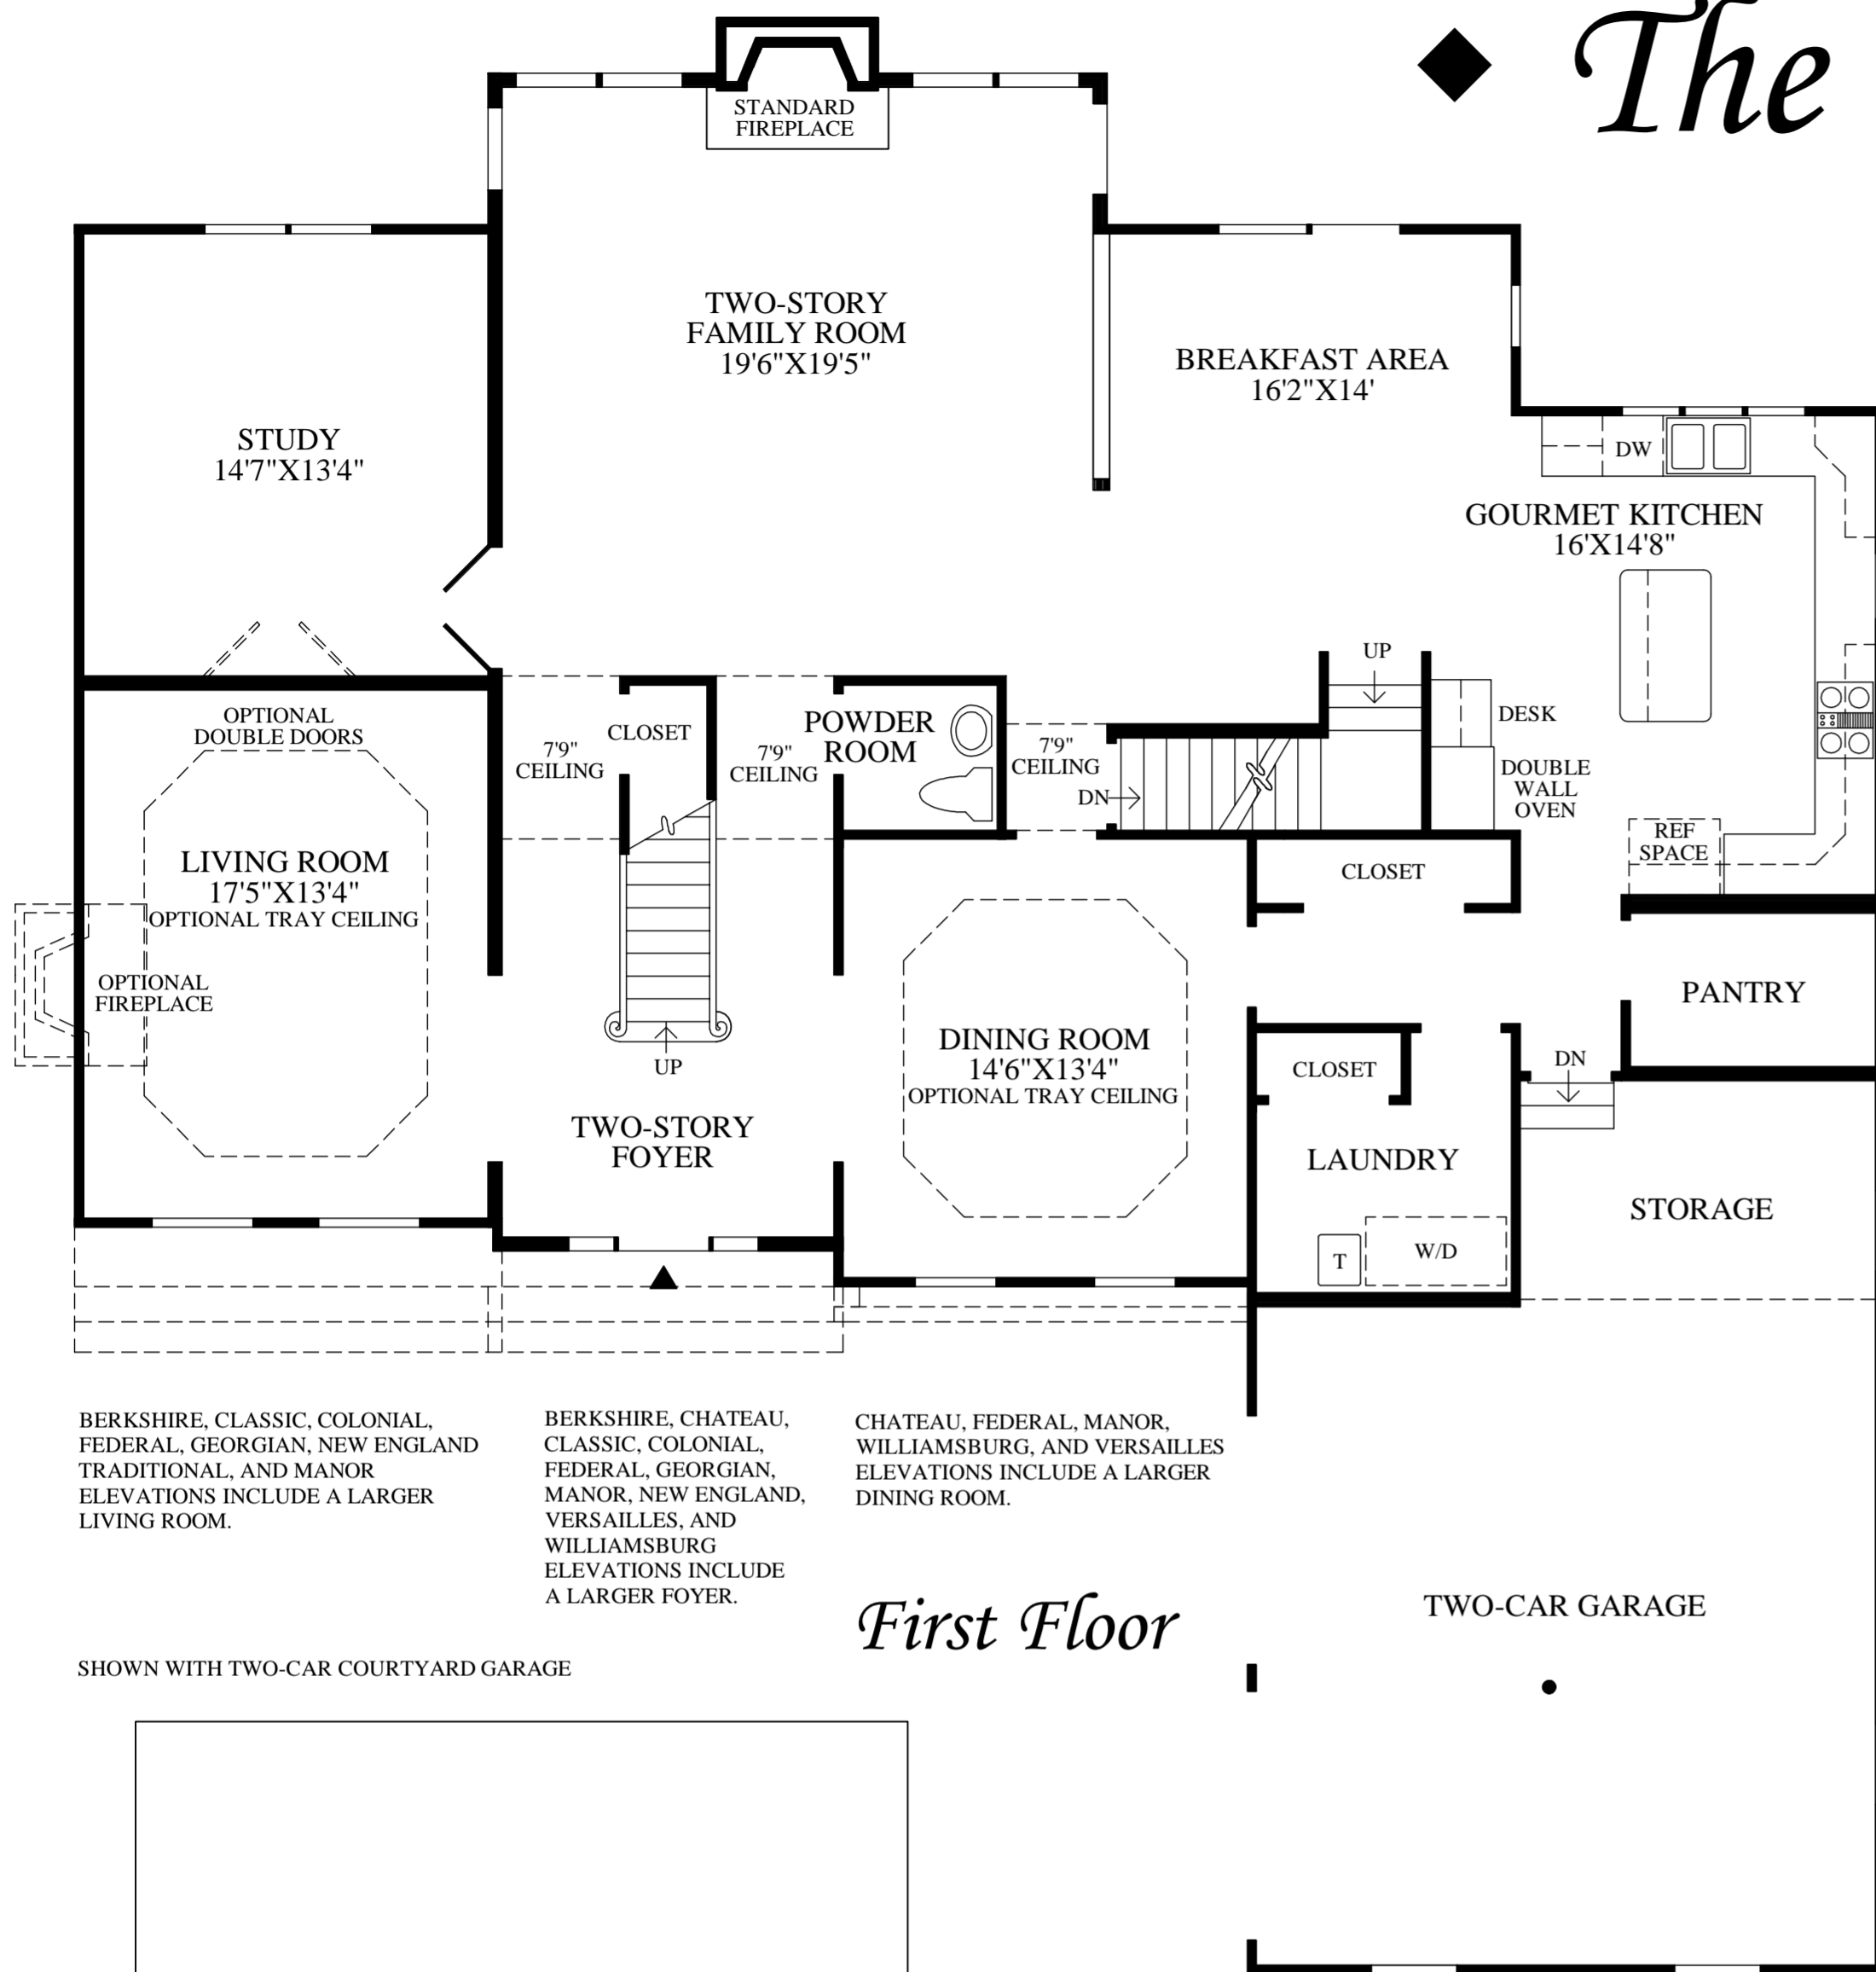 The
STANDARD
FIREPLACE
TWO-STORY
FAMILY ROOM
19'6"X19'5"
BREAKFAST AREA
16'2"X14'
STUDY
14'7"X13'4"
DW
GOURMET KITCHEN
16'X14'8"
UP
OPTIONAL
DOUBLE DOORS
CLOSET
7'9"
CEILING
7'9"
CEILING
POWDER
ROOM
7'9"
CEILING
DN
DESK
DOUBLE
WALL
OVEN
REF
SPACE
LIVING ROOM
17'5"X13'4"
OPTIONAL TRAY CEILING
CLOSET
OPTIONAL
FIREPLACE
PANTRY
UP
DINING ROOM
14'6"X13'4"
OPTIONAL TRAY CEILING
CLOSET
DN
TWO-STORY
FOYER
LAUNDRY
STORAGE
T
W/D
BERKSHIRE, CLASSIC, COLONIAL,
FEDERAL, GEORGIAN, NEW ENGLAND
TRADITIONAL, AND MANOR
ELEVATIONS INCLUDE A LARGER
LIVING ROOM.
BERKSHIRE, CHATEAU,
CLASSIC, COLONIAL,
FEDERAL, GEORGIAN,
MANOR, NEW ENGLAND,
VERSAILLES, AND
WILLIAMSBURG
ELEVATIONS INCLUDE
A LARGER FOYER.
CHATEAU, FEDERAL, MANOR,
WILLIAMSBURG, AND VERSAILLES
ELEVATIONS INCLUDE A LARGER
DINING ROOM.
First Floor
TWO-CAR GARAGE
SHOWN WITH TWO-CAR COURTYARD GARAGE